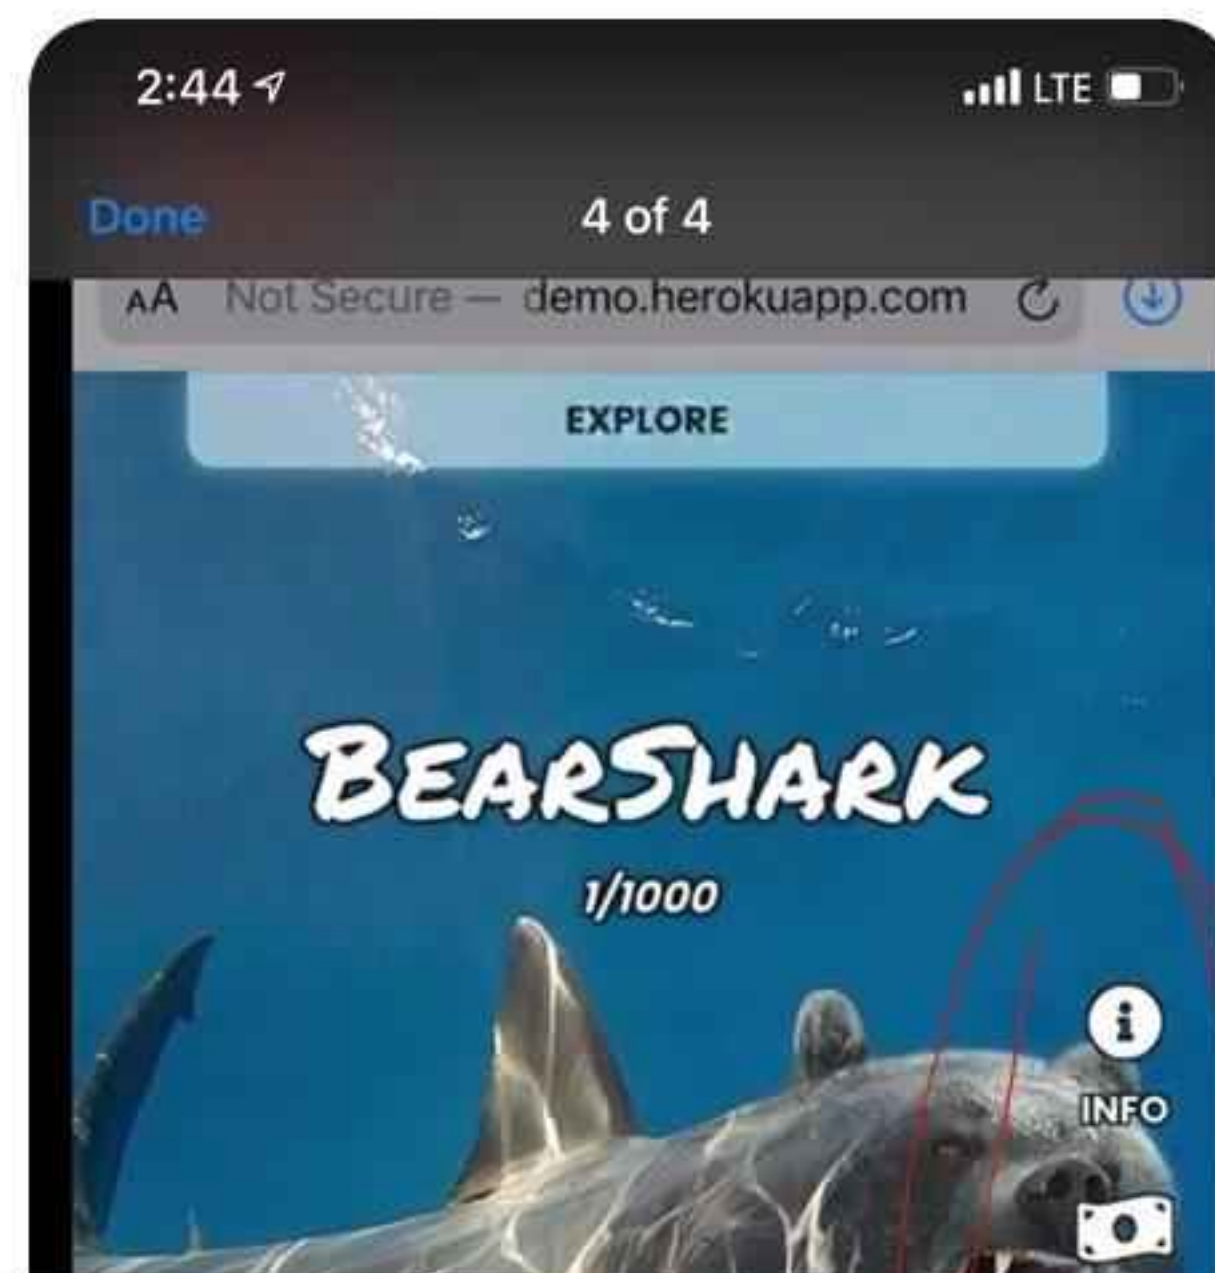 2:44 LTE
Done 4 of 4
AA Not Secure — demo.herokuapp.com
EXPLORE
BEARSHARK
1/1000
i
INFO